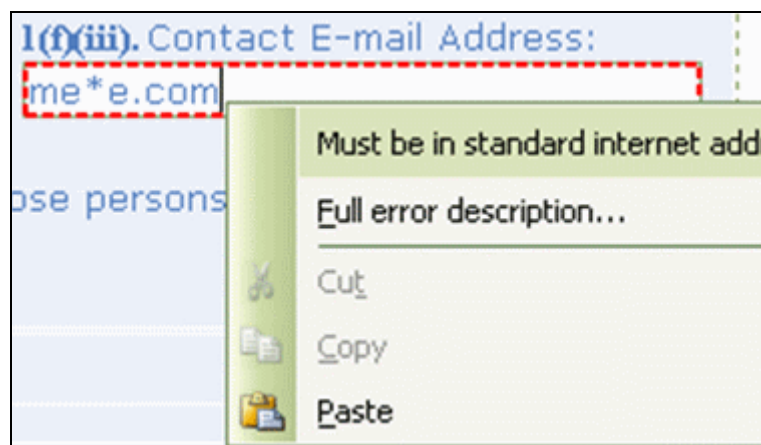 1(f)(iii). Contact E-mail Address:
me*e.com
Must be in standard internet add
ose persons
Full error description...
Cut
Copy
Paste